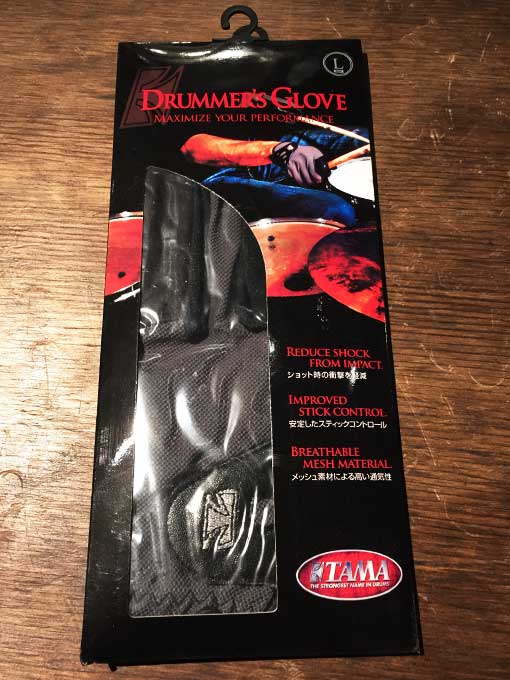 L
DRUMMER'S GLOVE
MAXIMIZE YOUR PERFORMANCE
REDUCE SHOCK
FROM IMPACT.
ショット時の衝撃を軽減
IMPROVED
STICK CONTROL.
安定したスティックコントロール
BREATHABLE
MESH MATERIAL.
メッシュ素材による高い通気性
TAMA
THE STRONGEST NAME IN DRUMS